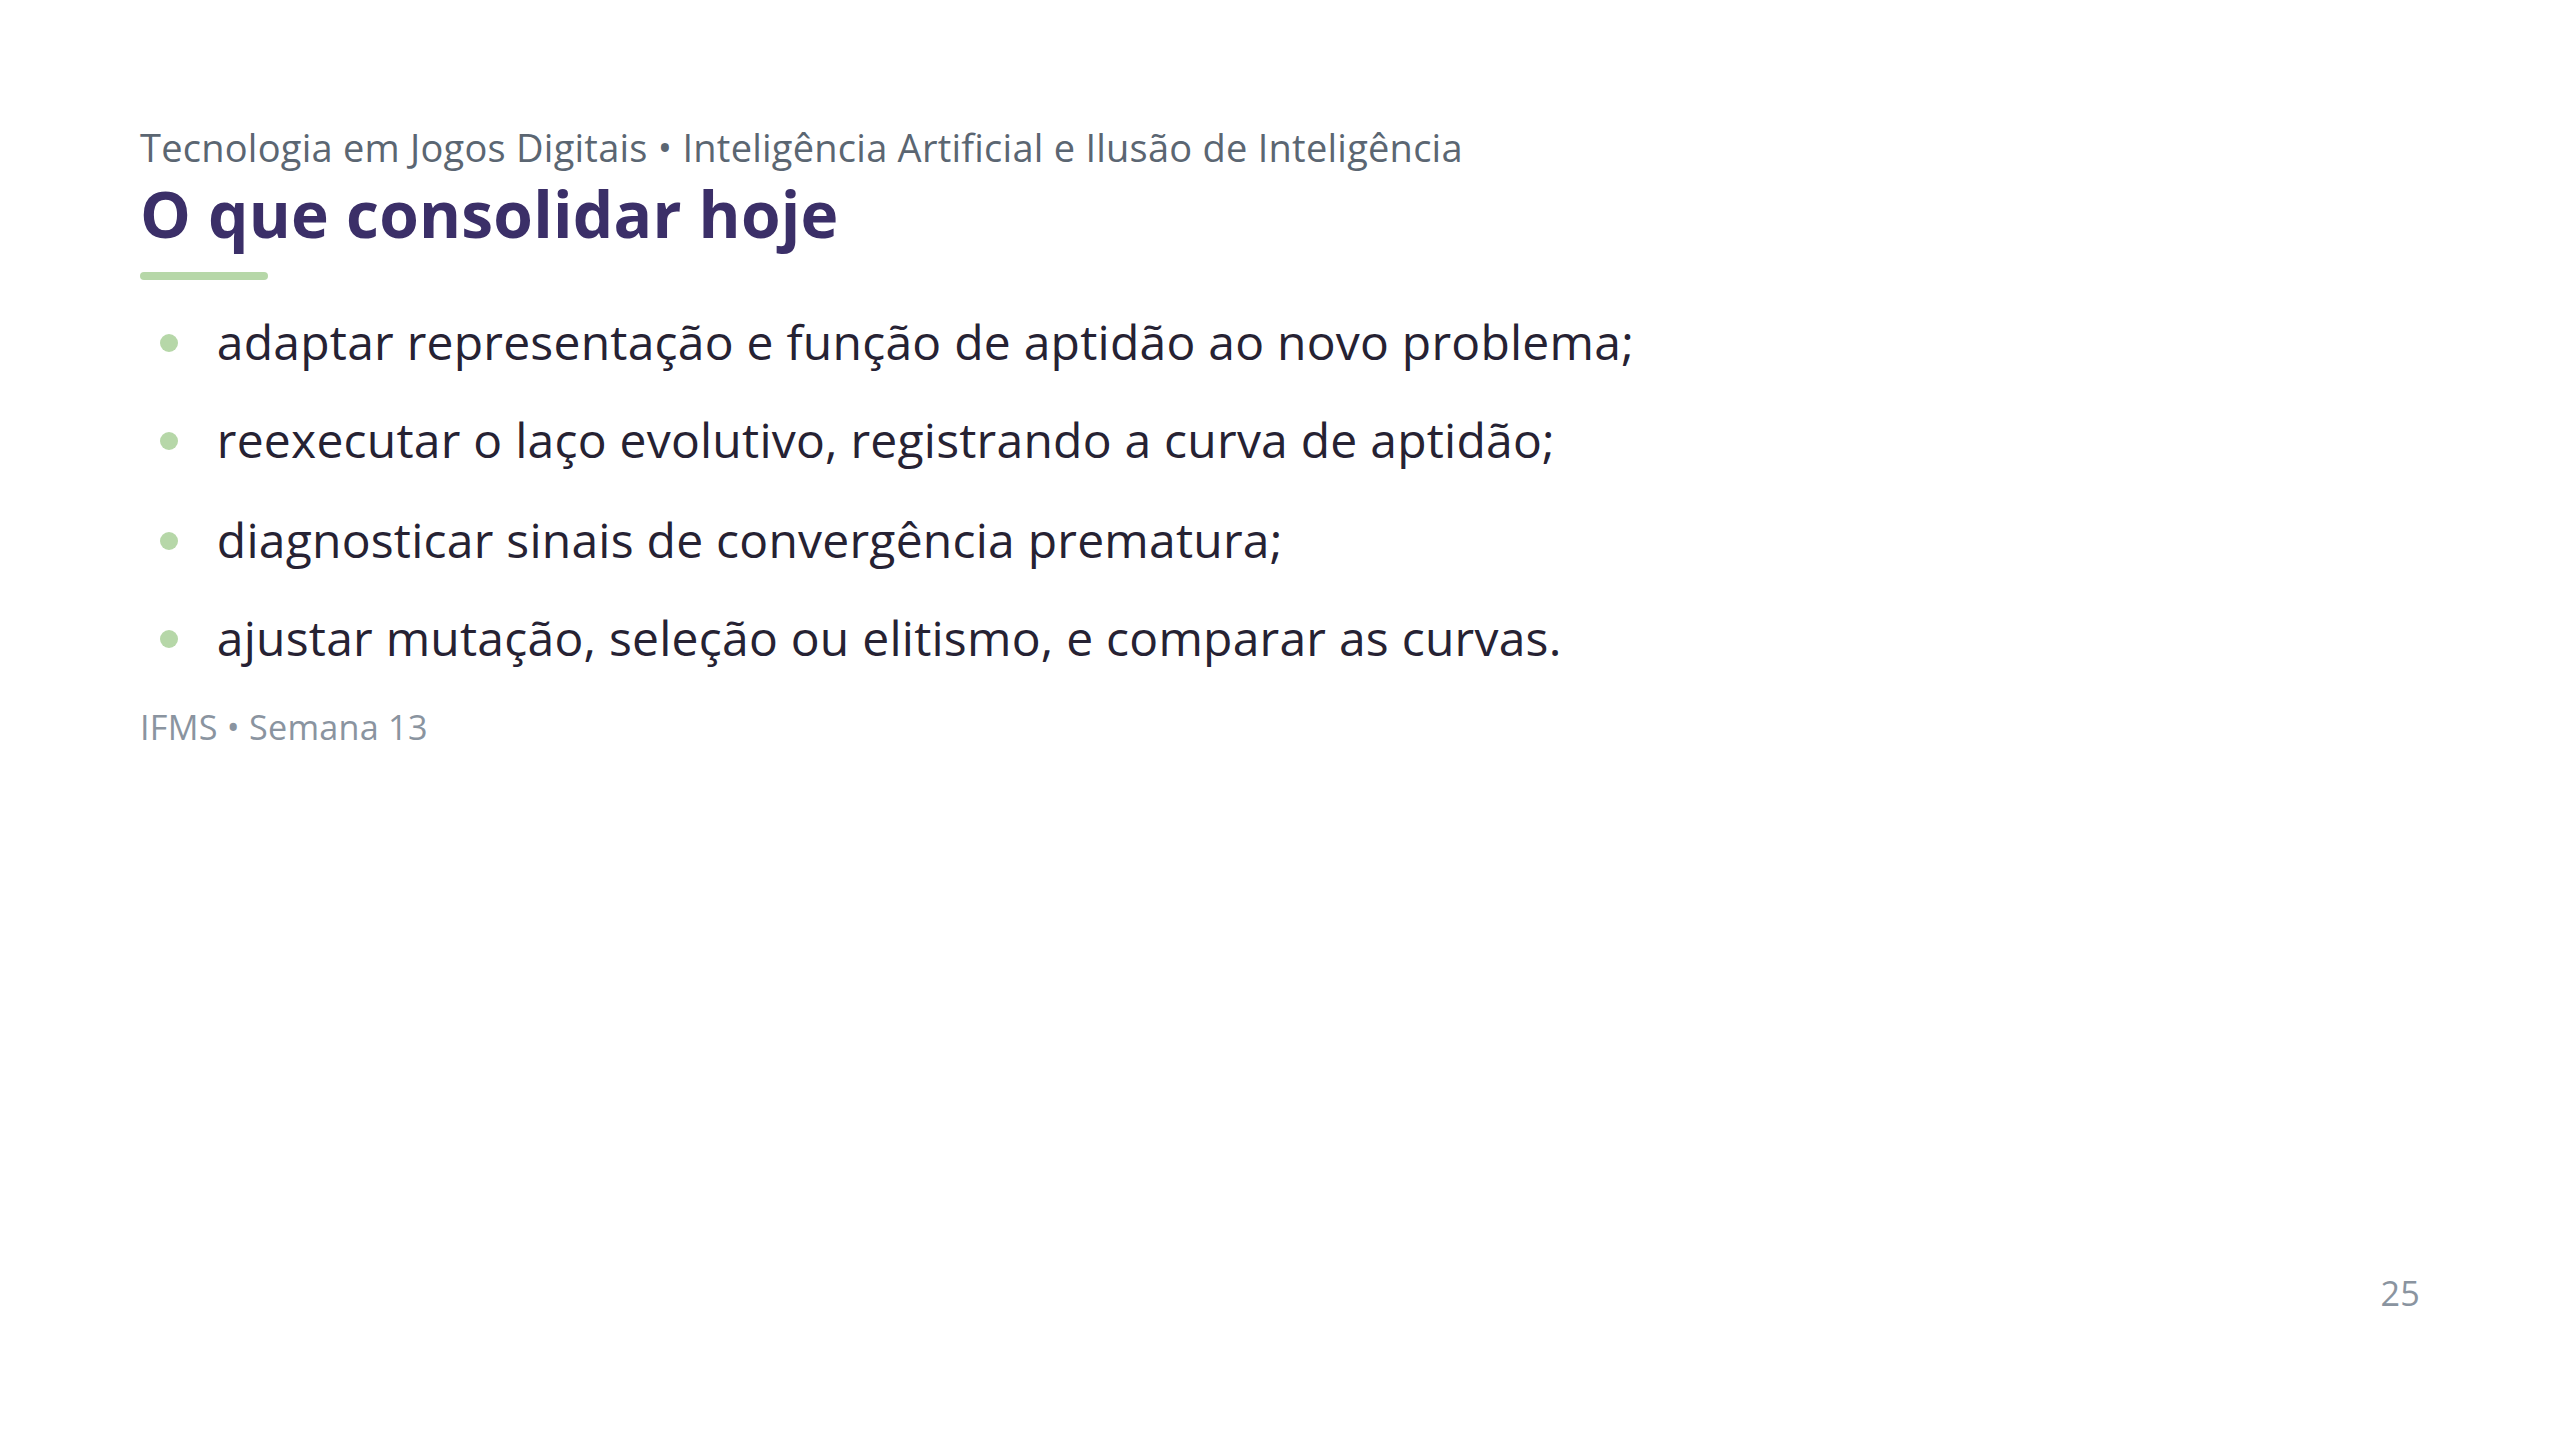 Tecnologia em Jogos Digitais • Inteligência Artificial e Ilusão de Inteligência
O que consolidar hoje
• adaptar representação e função de aptidão ao novo problema;
• reexecutar o laço evolutivo, registrando a curva de aptidão;
• diagnosticar sinais de convergência prematura;
• ajustar mutação, seleção ou elitismo, e comparar as curvas.
IFMS • Semana 13
25